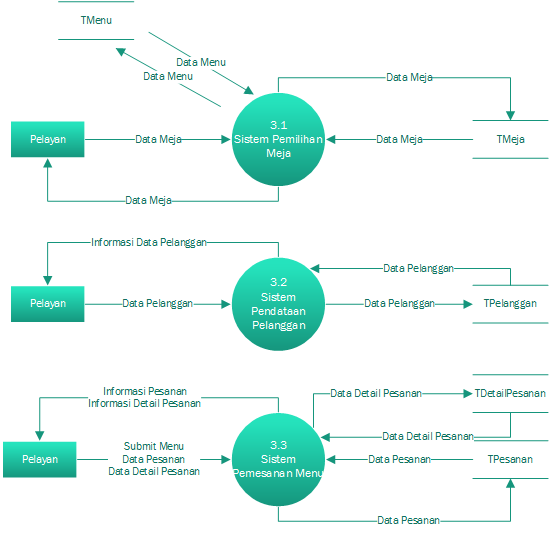 TMenu
Data Menu
Data Menu
Data Meja
3.1
Sistem Pemilihan
Meja
Pelayan
Data Meja
Data Meja
TMeja
Data Meja
Informasi Data Pelanggan
Data Pelanggan
3.2
Sistem
Pendataan
Pelanggan
Pelayan
Data Pelanggan
Data Pelanggan
TPelanggan
Informasi Pesanan
Informasi Detail Pesanan
Data Detail Pesanan
TDetailPesanan
Data Detail Pesanan
3.3
Sistem
Pemesanan Menu
Pelayan
Submit Menu
Data Pesanan
Data Detail Pesanan
Data Pesanan
TPesanan
Data Pesanan